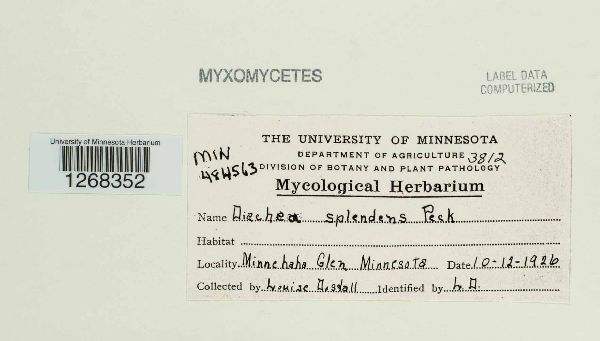 MYXOMYCETES
LABEL DATA
COMPUTERIZED
University of Minnesota Herbarium
1268352
MIN
484563
THE UNIVERSITY OF MINNESOTA
DEPARTMENT OF AGRICULTURE 3812
DIVISION OF BOTANY AND PLANT PATHOLOGY
Mycological Herbarium
Name Diachea splendens Peck
Habitat
Locality Minnehaha Glen, Minnesota Date 10-12-1926
Collected by Louise Dosdall Identified by L. D.